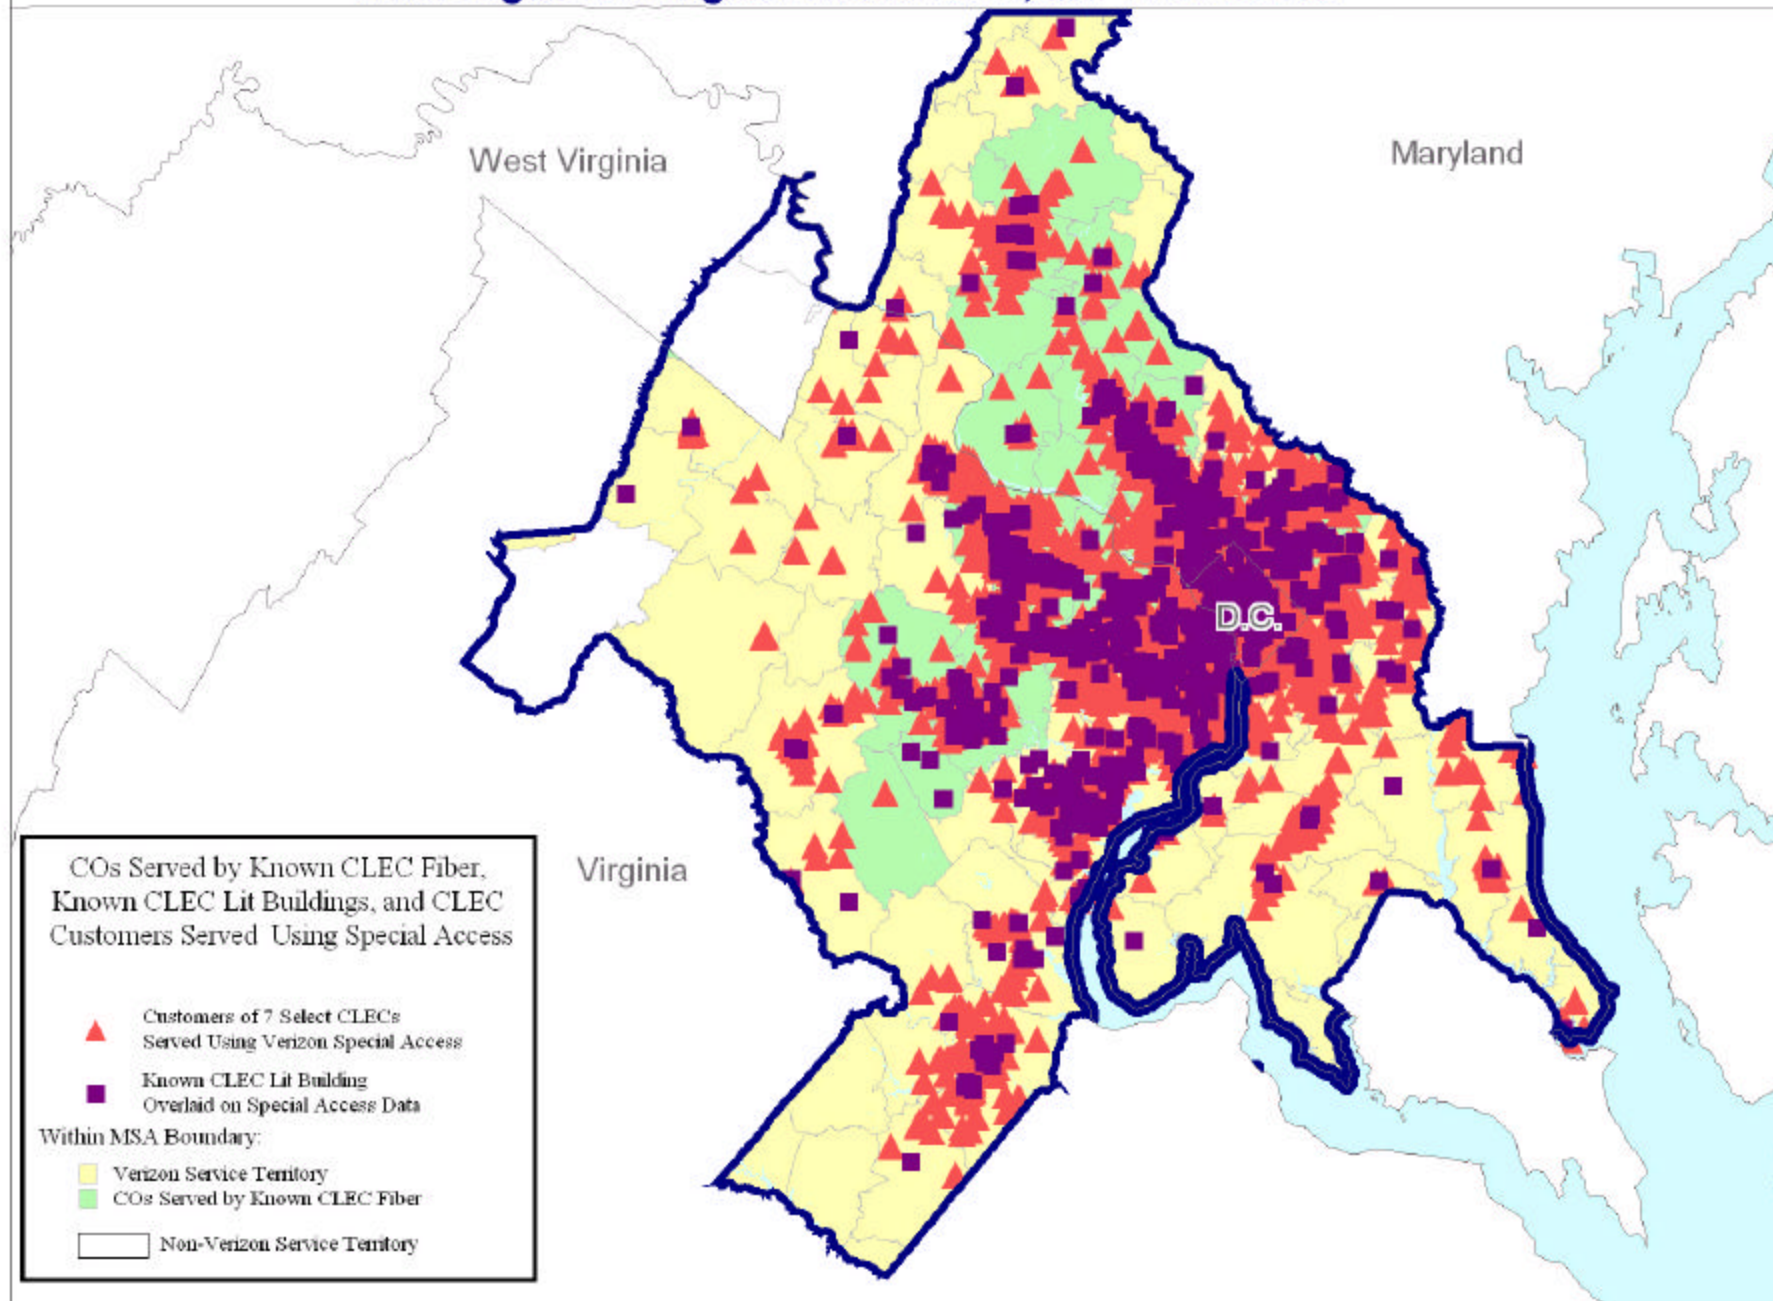 West Virginia
Maryland
D.C.
Virginia
COs Served by Known CLEC Fiber,
Known CLEC Lit Buildings, and CLEC
Customers Served Using Special Access
Customers of 7 Select CLECs
Served Using Verizon Special Access
Known CLEC Lit Building
Overlaid on Special Access Data
Within MSA Boundary:
Verizon Service Territory
COs Served by Known CLEC Fiber
Non-Verizon Service Territory